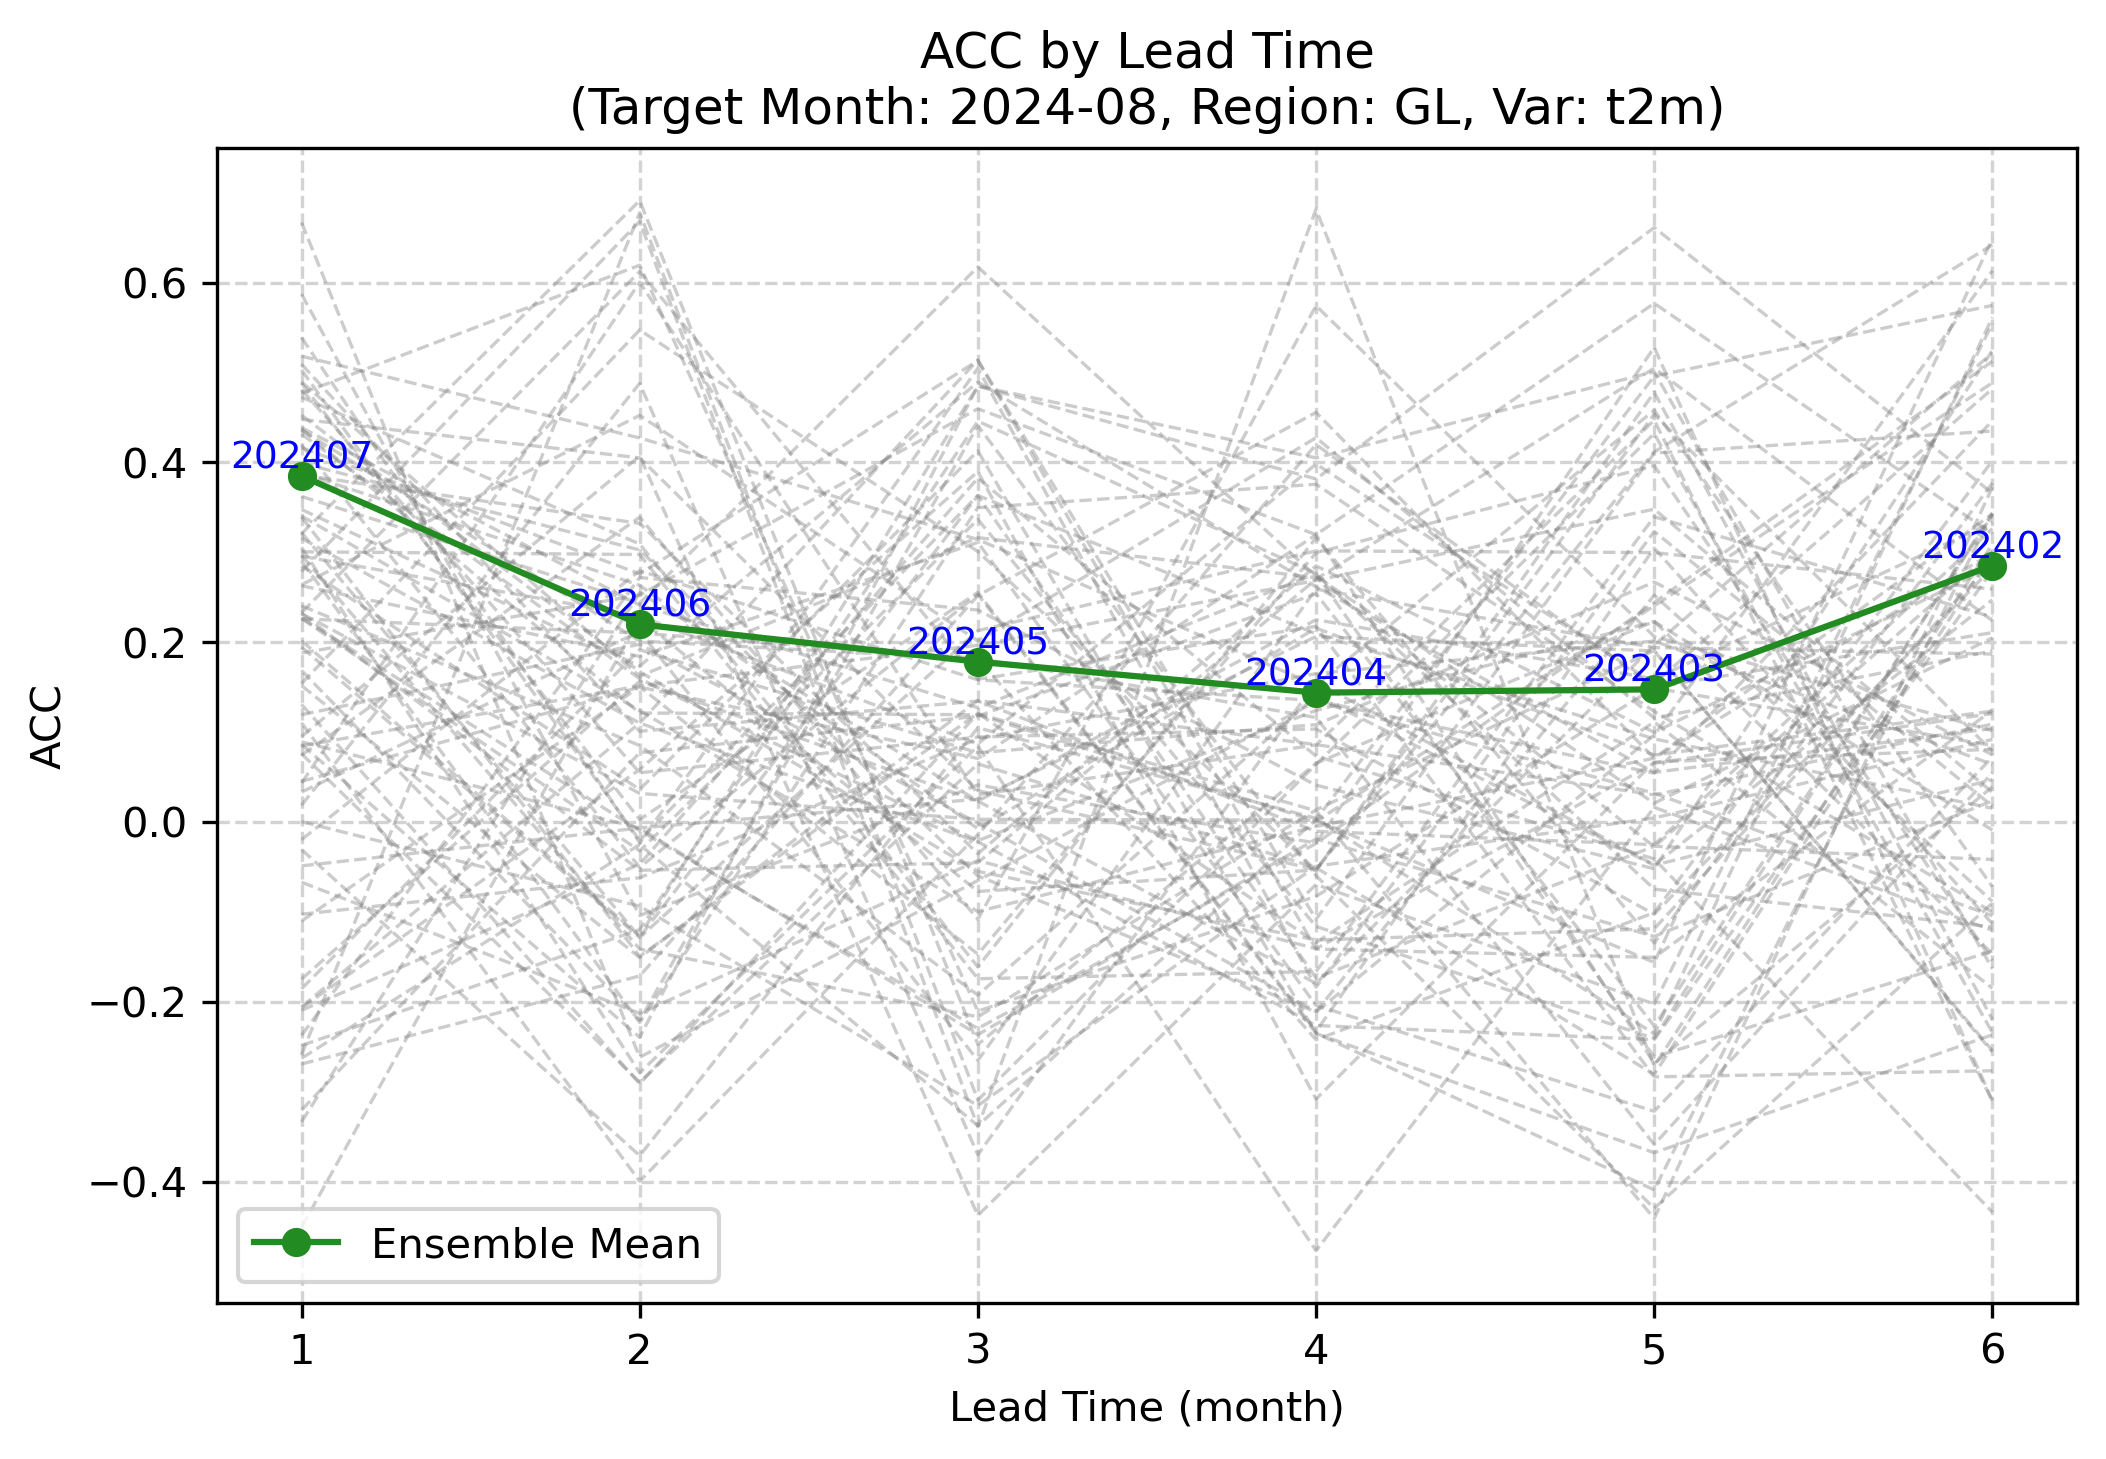 ACC by Lead Time
(Target Month: 2024-08, Region: GL, Var: t2m)
ACC
0.6
0.4
0.2
0.0
−0.2
−0.4
202407
202406
202405
202404
202403
202402
Ensemble Mean
1 2 3 4 5 6
Lead Time (month)